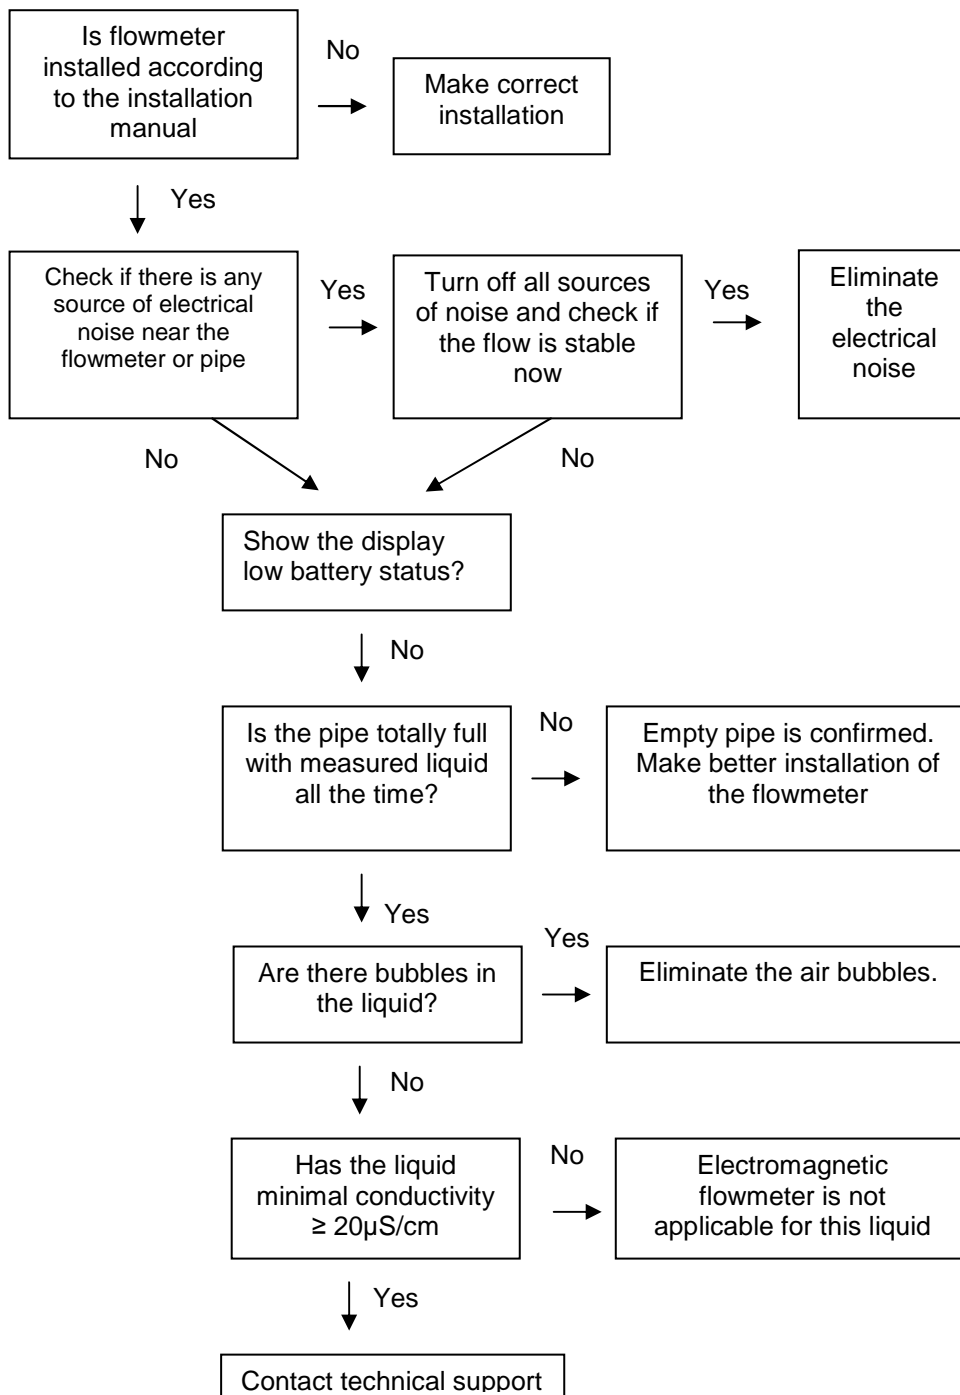 Is flowmeter
installed according
to the installation
manual
No
Make correct
installation
Yes
Check if there is any
source of electrical
noise near the
flowmeter or pipe
Yes
Turn off all sources
of noise and check if
the flow is stable
now
Yes
Eliminate
the
electrical
noise
No
No
Show the display
low battery status?
No
Is the pipe totally full
with measured liquid
all the time?
No
Empty pipe is confirmed.
Make better installation of
the flowmeter
Yes
Are there bubbles in
the liquid?
Yes
Eliminate the air bubbles.
No
Has the liquid
minimal conductivity
≥ 20µS/cm
No
Electromagnetic
flowmeter is not
applicable for this liquid
Yes
Contact technical support